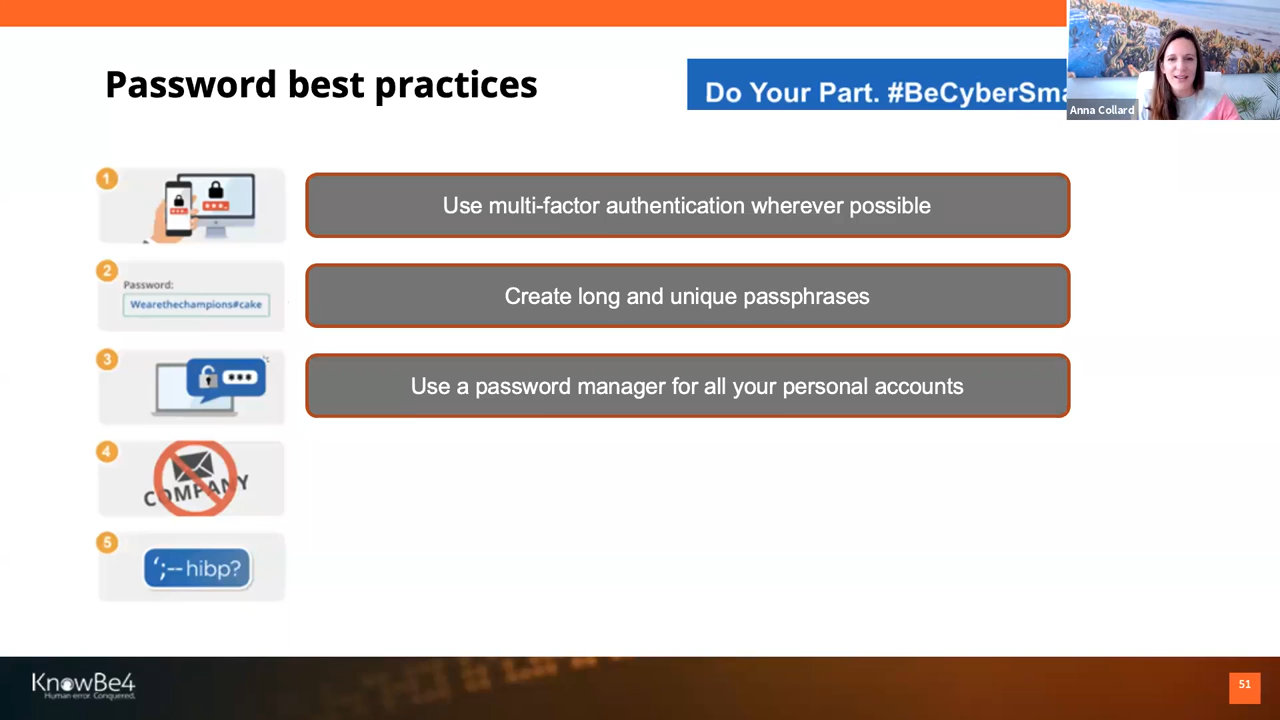 Password best practices
Do Your Part. #BeCyberSma
Anna Collard
1
Use multi-factor authentication wherever possible
2
Password:
Wearethechampions#cake
Create long and unique passphrases
3
Use a password manager for all your personal accounts
4
COMPANY
5
';--hibp?
KnowBe4
Human error. Conquered.
51